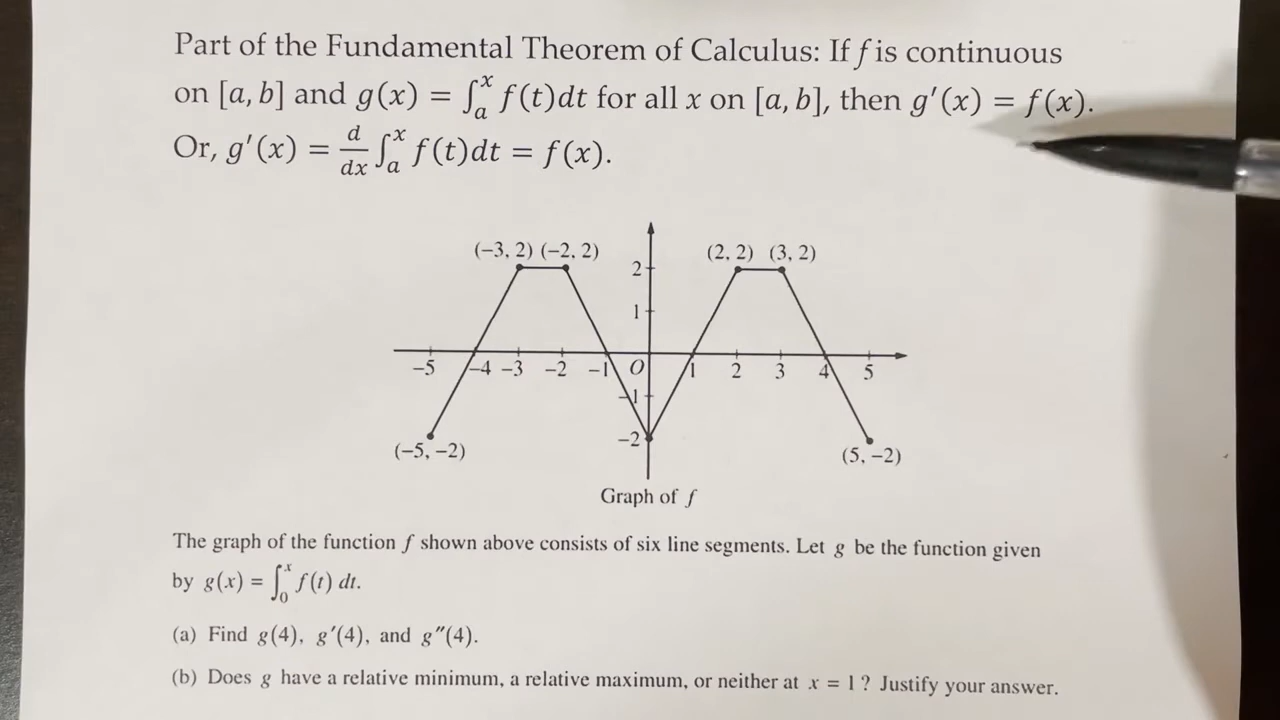 Part of the Fundamental Theorem of Calculus: If f is continuous
on [a, b] and g(x) = ∫ₐˣ f(t)dt for all x on [a, b], then g′(x) = f(x).
Or, g′(x) = d/dx ∫ₐˣ f(t)dt = f(x).
(−3, 2) (−2, 2) (2, 2) (3, 2)
2
1
−5 −4 −3 −2 −1 O 1 2 3 4 5
−1
−2
(−5, −2) (5, −2)
Graph of f
The graph of the function f shown above consists of six line segments. Let g be the function given
by g(x) = ∫₀ˣ f(t) dt.
(a) Find g(4), g′(4), and g″(4).
(b) Does g have a relative minimum, a relative maximum, or neither at x = 1? Justify your answer.